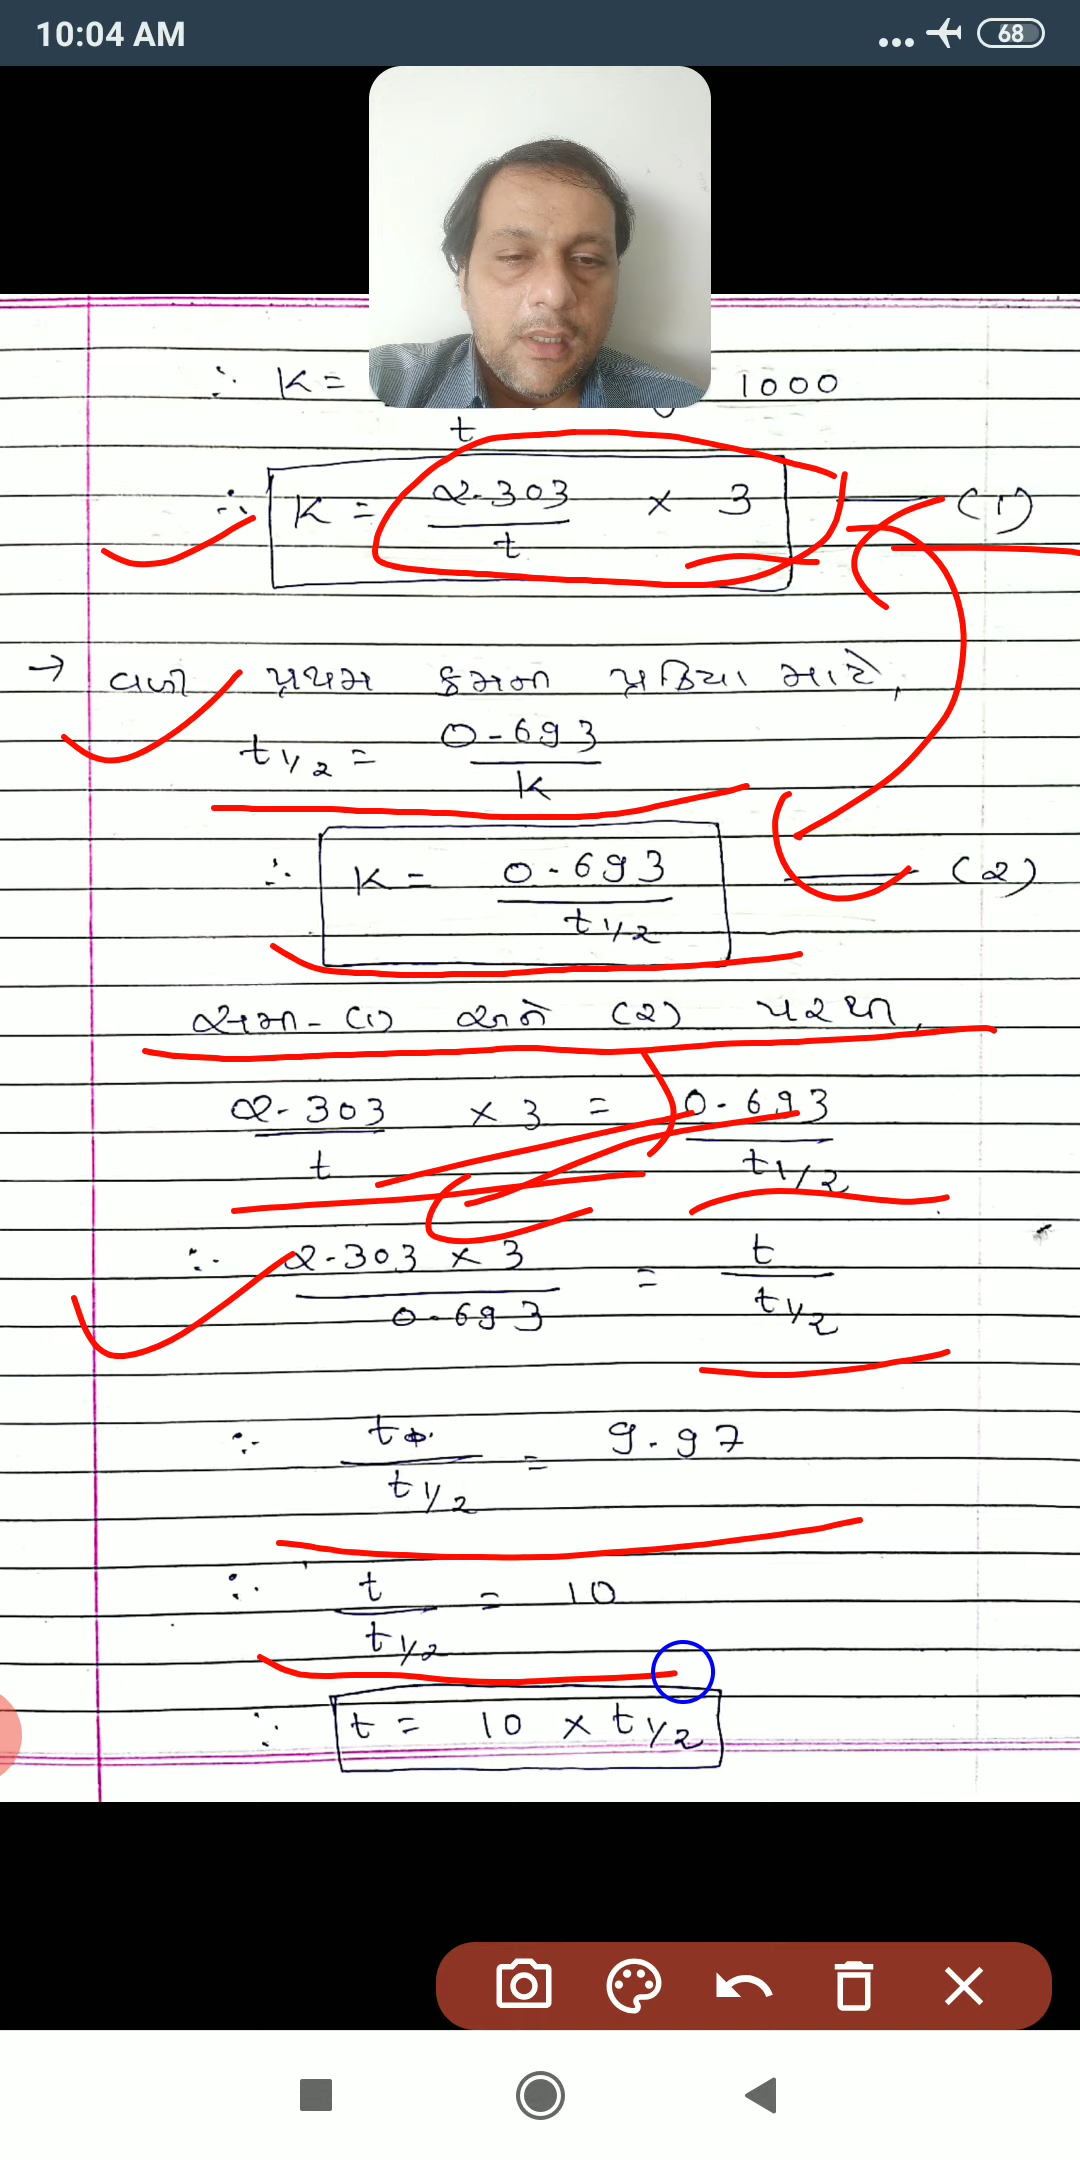 10:04 AM
68
∴ K =
1000
t
∴ K = 2.303 / t × 3 — (1)
→ વળી પ્રથમ ક્રમના પ્રક્રિયા માટે,
t1/2 = 0.693 / K
∴ K = 0.693 / t1/2 — (2)
સમી-(1) અને (2) પરથી,
2.303 / t × 3 = 0.693 / t1/2
∴ 2.303 × 3 / 0.693 = t / t1/2
∴ t / t1/2 = 9.97
∴ t / t1/2 = 10
∴ t = 10 × t1/2